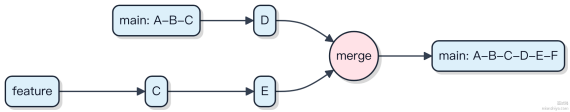 main: A–B–C
D
merge
main: A–B–C–D–E–F
feature
C
E